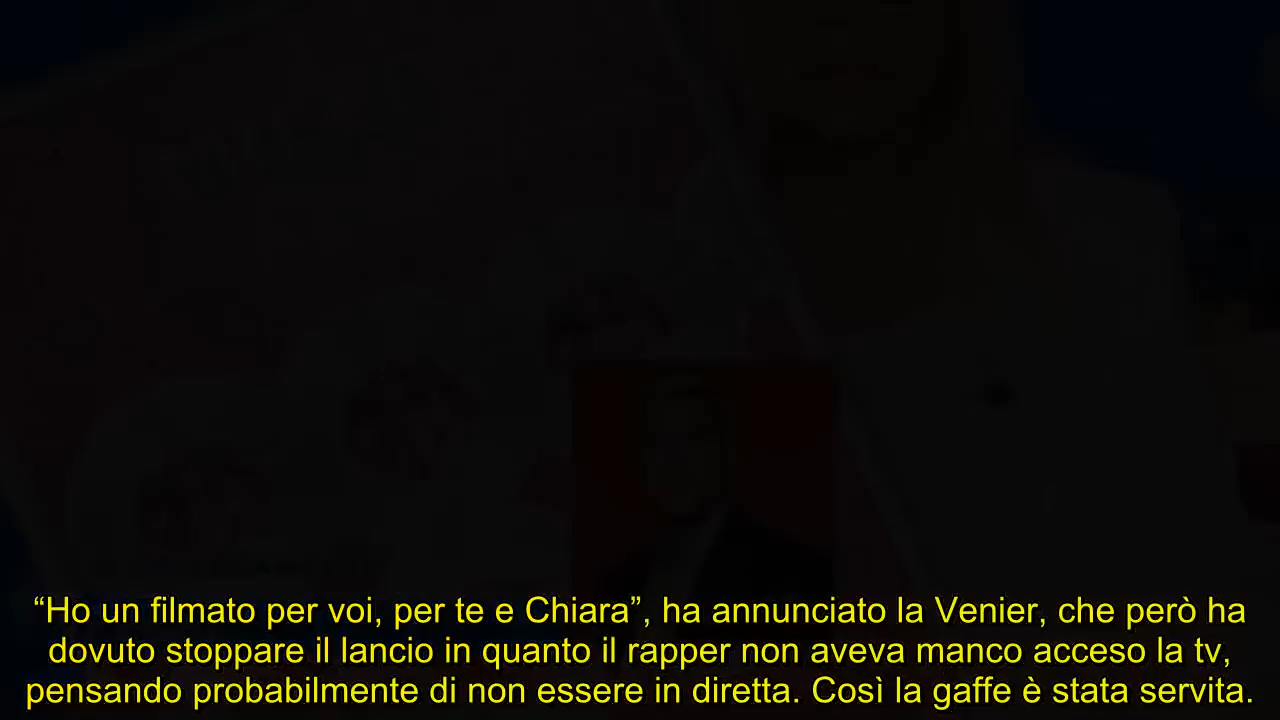 “Ho un filmato per voi, per te e Chiara”, ha annunciato la Venier, che però ha
dovuto stoppare il lancio in quanto il rapper non aveva manco acceso la tv,
pensando probabilmente di non essere in diretta. Così la gaffe è stata servita.